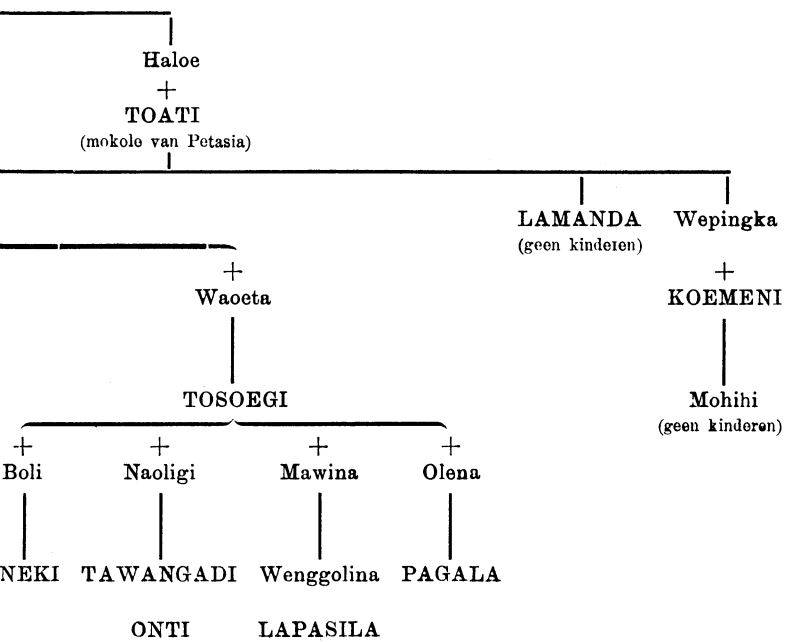 Haloe
+
TOATI
(mokole van Petasia)
LAMANDA Wepingka
(geen kinderen)
+ +
Waoeta KOEMENI
TOSOEGI Mohihi
(geen kinderen)
+ + + +
Boli Naoligi Mawina Olena
NEKI TAWANGADI Wenggolina PAGALA
ONTI LAPASILA